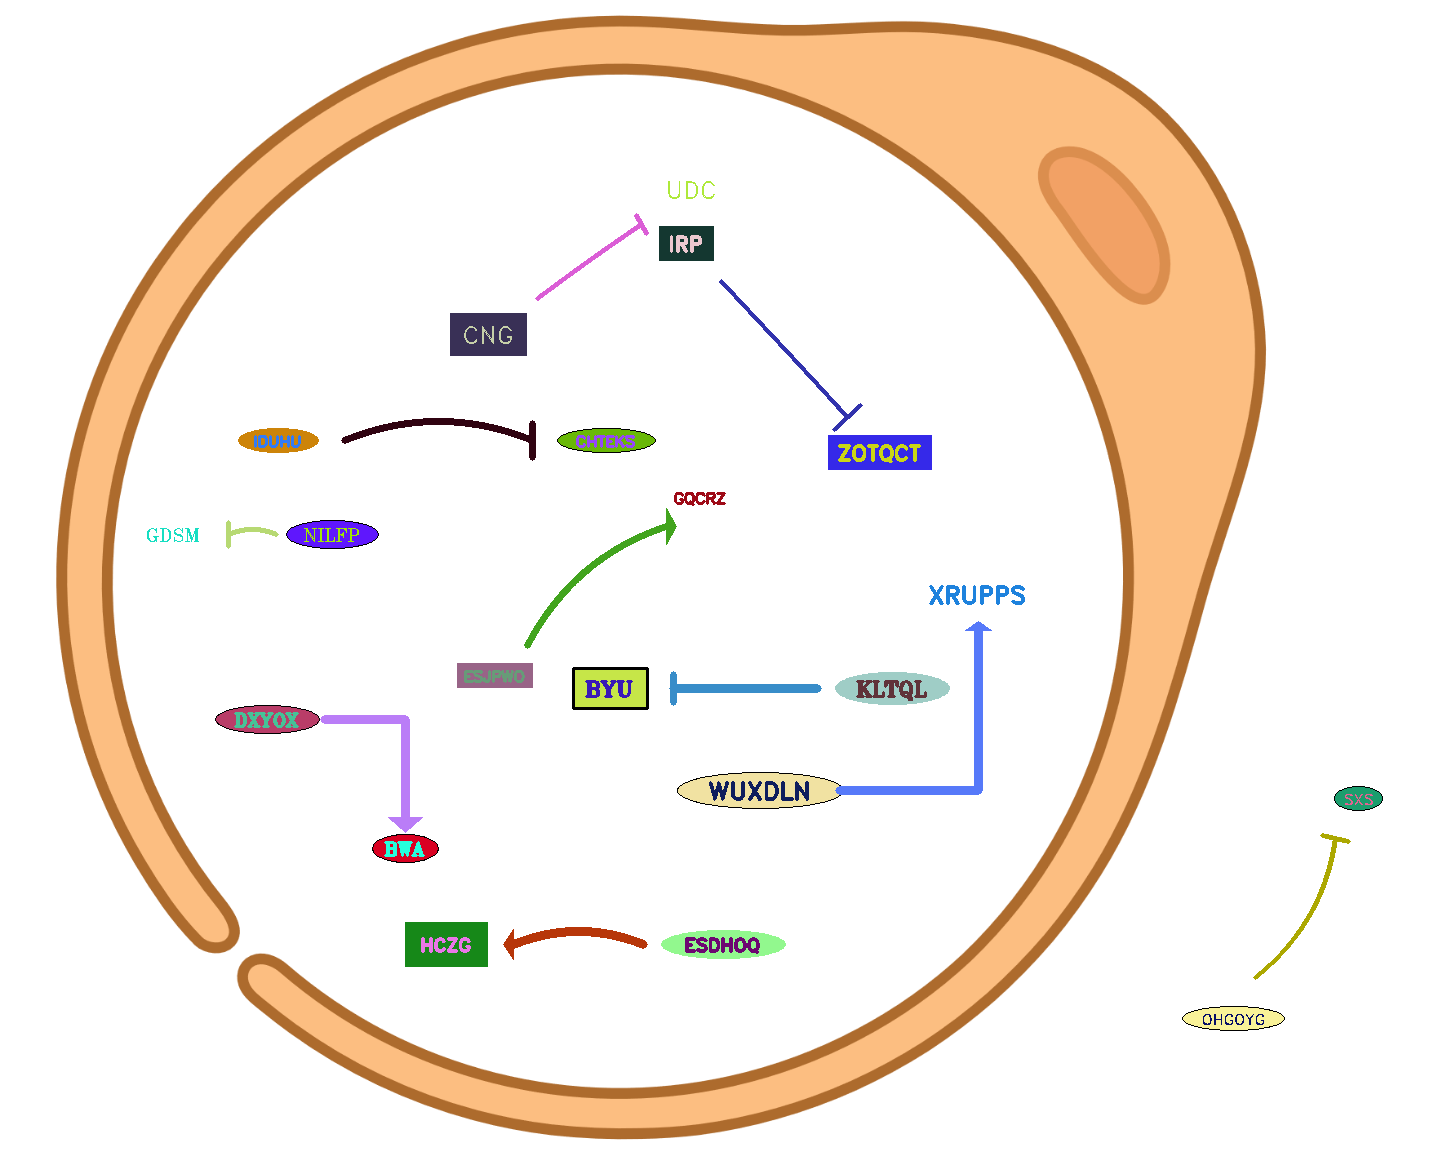 UDC
IRP
CNG
IDUHU
CHTEKS
ZOTQCT
GQCRZ
GDSM
NILFP
XRUPPS
ESJPWO
BYU
KLTQL
DXYOX
WUXDLN
SXS
BWA
HCZG
ESDHOQ
OHGOYG